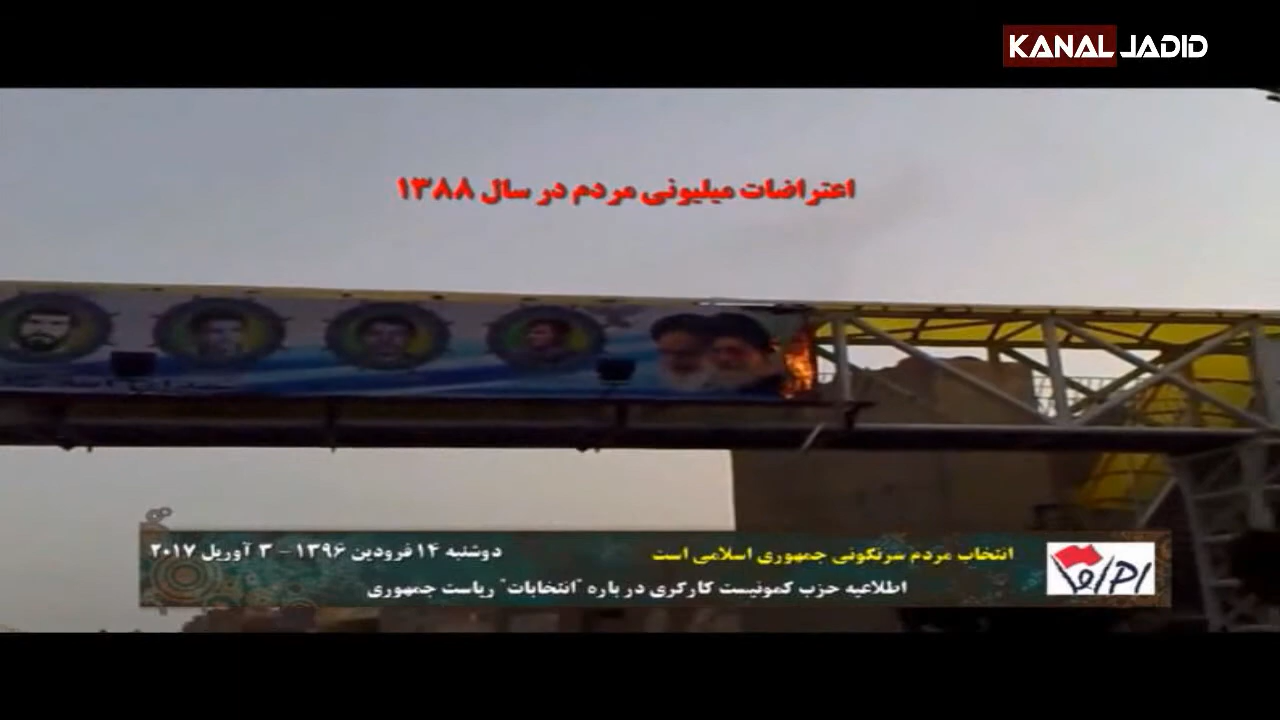 KANAL JADID
اعتراضات میلیونی مردم در سال ۱۳۸۸
انتخاب مردم سرنگونی جمهوری اسلامی است
دوشنبه ۱۴ فرودین ۱۳۹۶ - ۳ آوریل ۲۰۱۷
اطلاعیه حزب کمونیست کارگری در باره "انتخابات" ریاست جمهوری